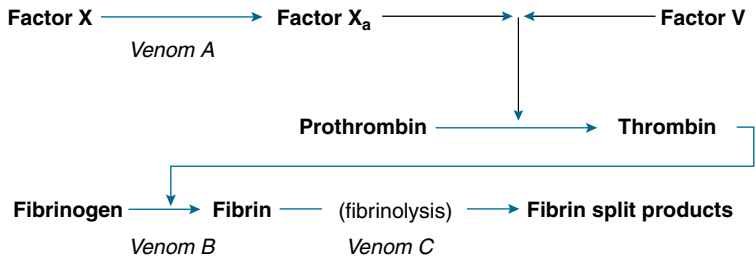 Factor X Factor Xa Factor V
Venom A
Prothrombin Thrombin
Fibrinogen Fibrin (fibrinolysis) Fibrin split products
Venom B Venom C